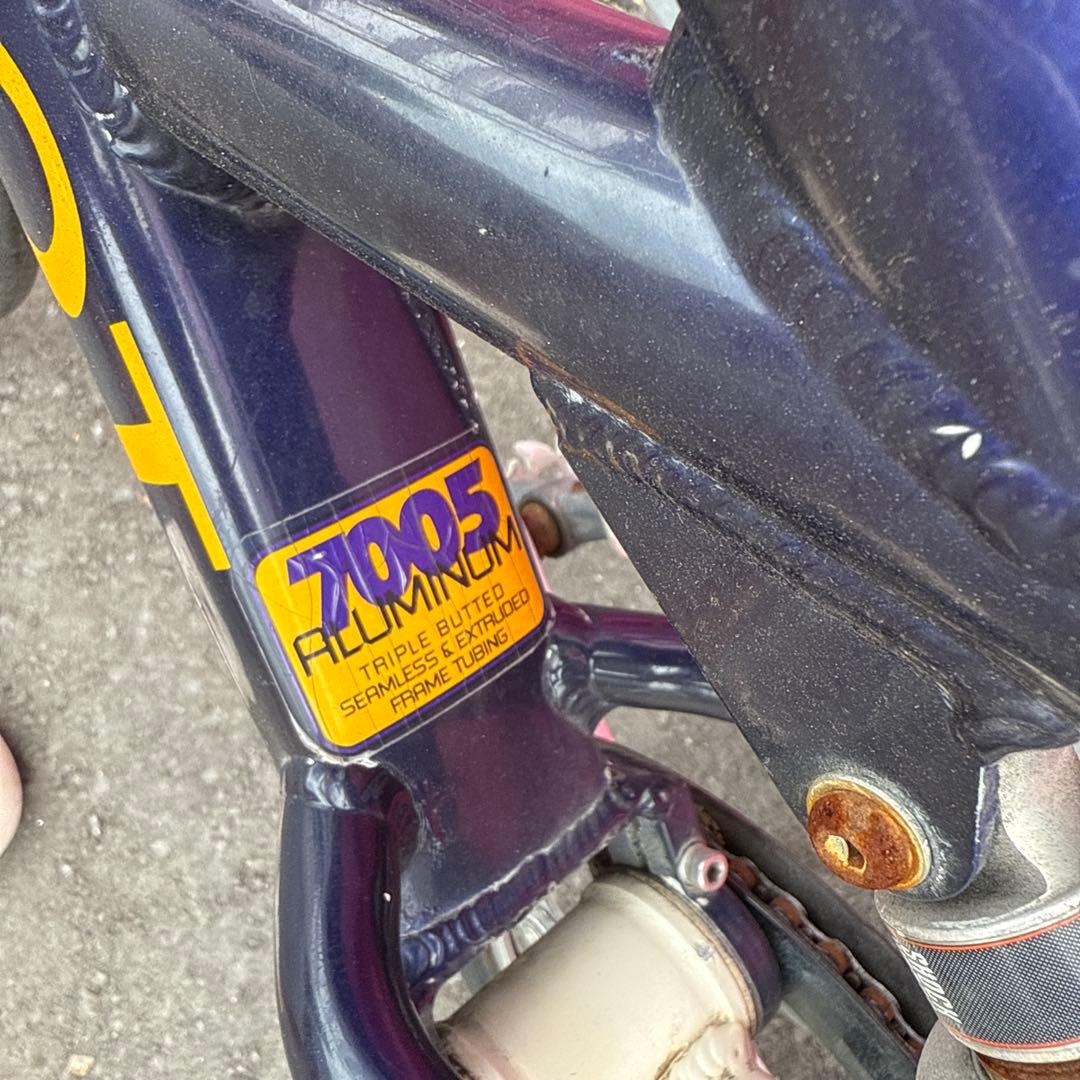 7005
ALUMINUM
TRIPLE BUTTED
SEAMLESS & EXTRUDED
FRAME TUBING